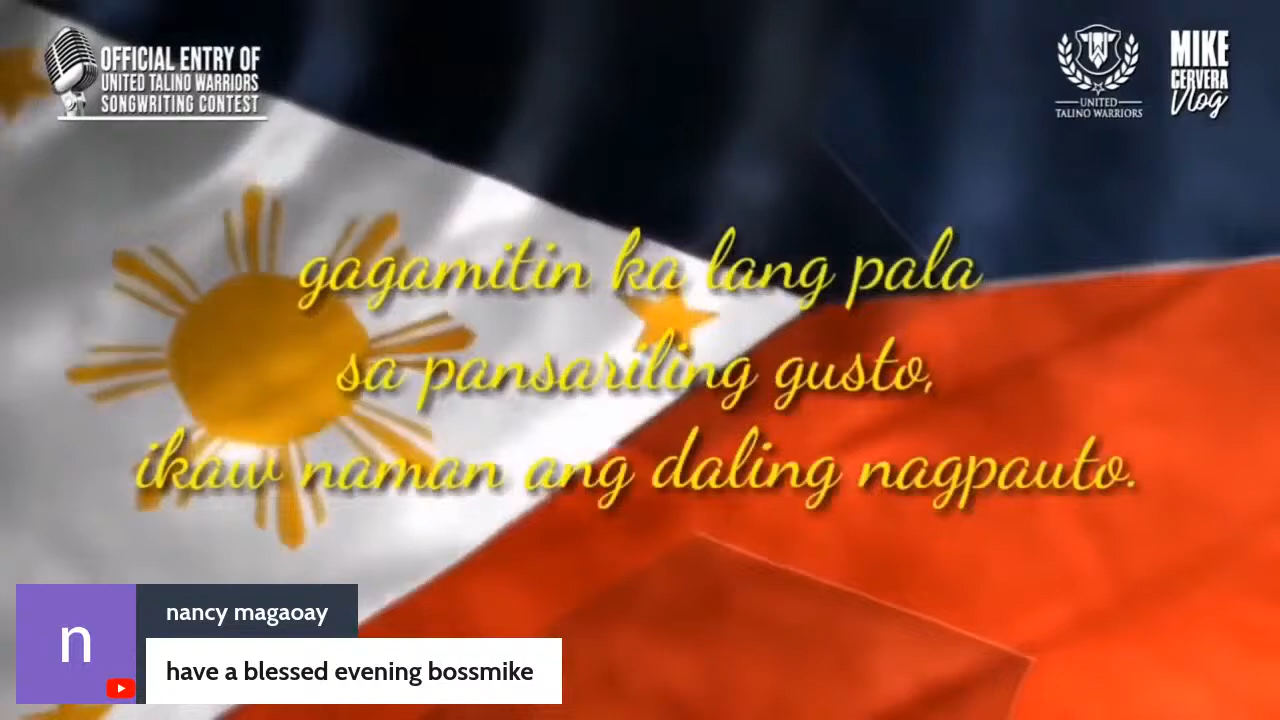 OFFICIAL ENTRY OF
UNITED TALINO WARRIORS
SONGWRITING CONTEST
UNITED
TALINO WARRIORS
MIKE
CERVERA
Vlog
gagamitin ka lang pala
sa pansariling gusto,
ikaw naman ang daling nagpauto.
n
nancy magaoay
have a blessed evening bossmike